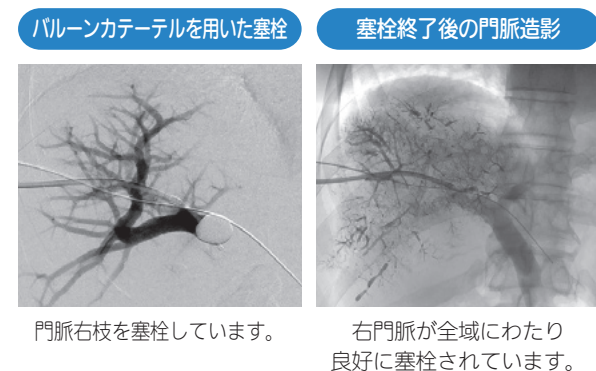 バルーンカテーテルを用いた塞栓
塞栓終了後の門脈造影
門脈右枝を塞栓しています。
右門脈が全域にわたり
良好に塞栓されています。